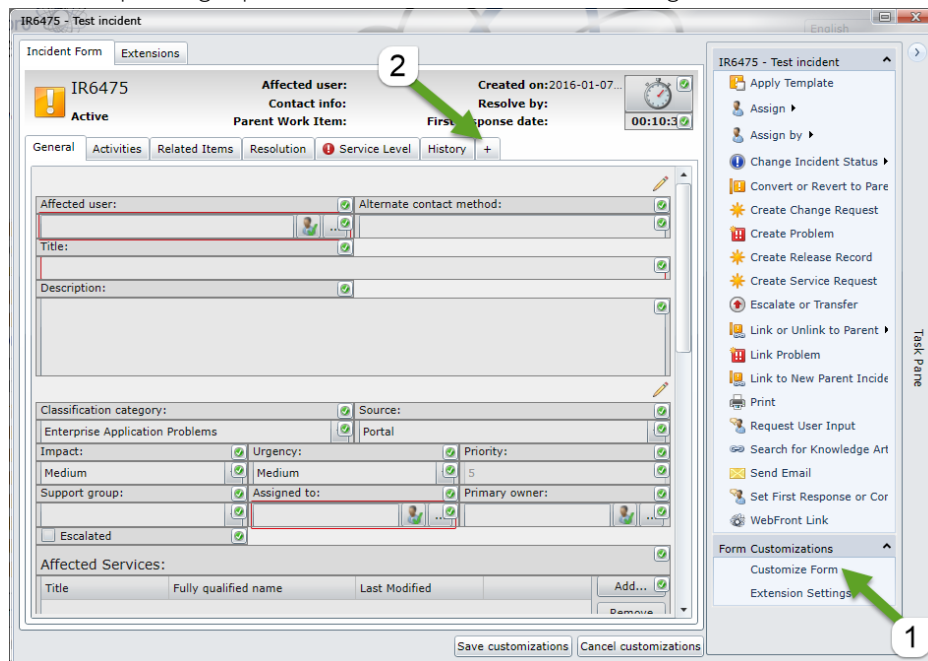 IR6475 - Test incident
English
Incident Form Extensions
2
IR6475
Active
Affected user:
Contact info:
Parent Work Item:
Created on:2016-01-07...
Resolve by:
First response date:
00:10:3
General Activities Related Items Resolution Service Level History +
Affected user: Alternate contact method:
...
Title:
Description:
Classification category: Source:
Enterprise Application Problems Portal
Impact: Urgency: Priority:
Medium Medium 5
Support group: Assigned to: Primary owner:
... ...
Escalated
Affected Services:
Title Fully qualified name Last Modified Add...
Remove
Save customizations Cancel customizations
IR6475 - Test incident
Apply Template
Assign
Assign by
Change Incident Status
Convert or Revert to Pare
Create Change Request
Create Problem
Create Release Record
Create Service Request
Escalate or Transfer
Link or Unlink to Parent
Link Problem
Link to New Parent Incide
Print
Request User Input
Search for Knowledge Art
Send Email
Set First Response or Cor
WebFront Link
Form Customizations
Customize Form
Extension Settings
1
Task Pane